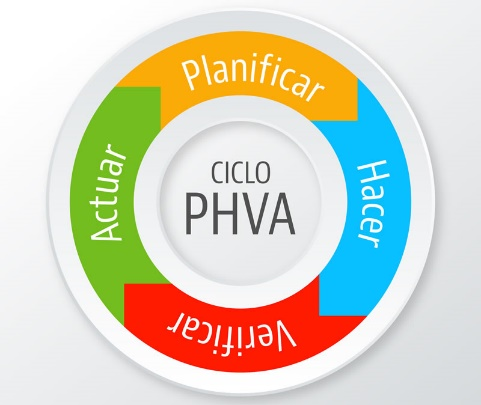 Planificar
Hacer
Verificar
Actuar
CICLO
PHVA